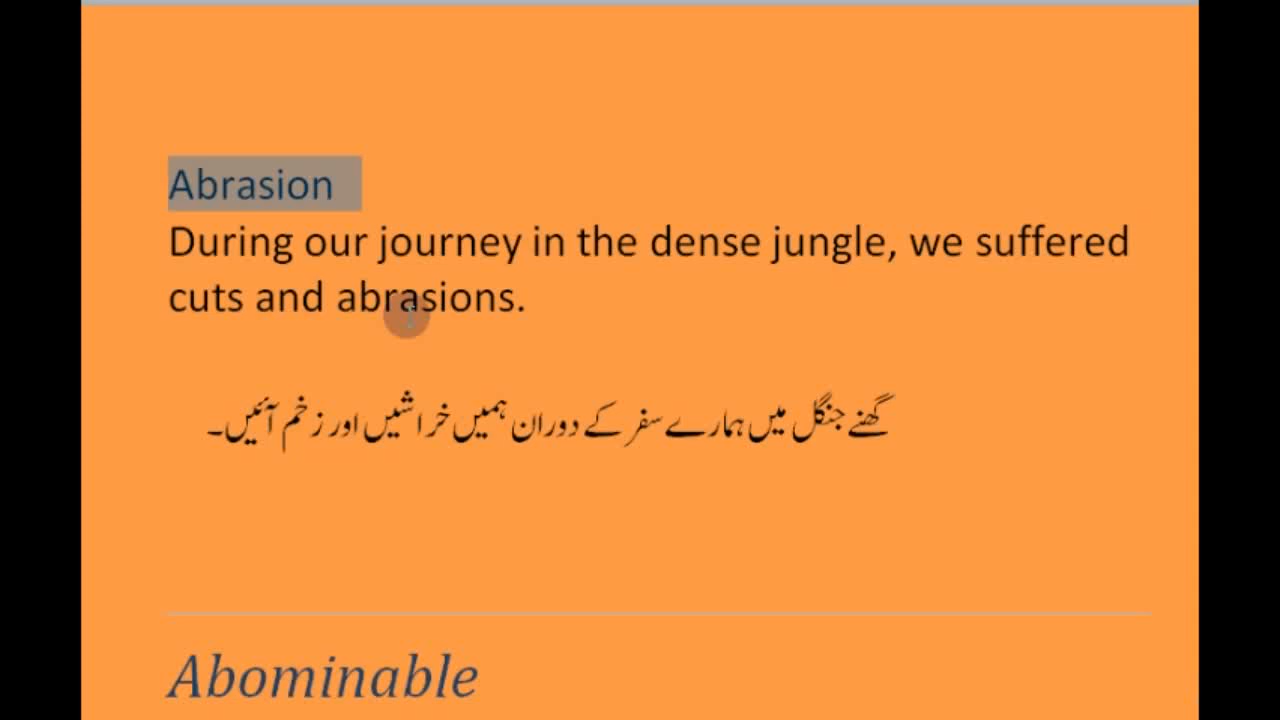 Abrasion
During our journey in the dense jungle, we suffered
cuts and abrasions.
گھنے جنگل میں ہمارے سفر کے دوران ہمیں خراشیں اور زخم آئیں۔
Abominable